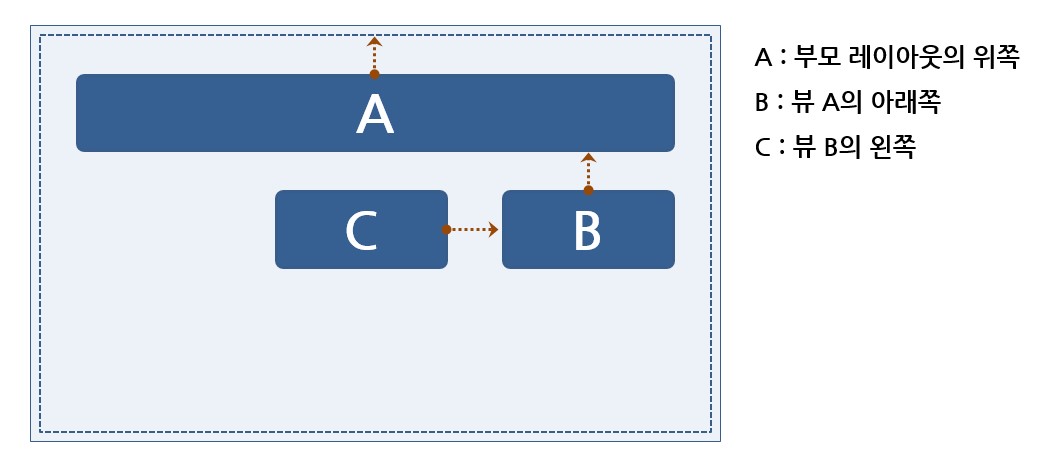 A
C
B
A : 부모 레이아웃의 위쪽
B : 뷰 A의 아래쪽
C : 뷰 B의 왼쪽